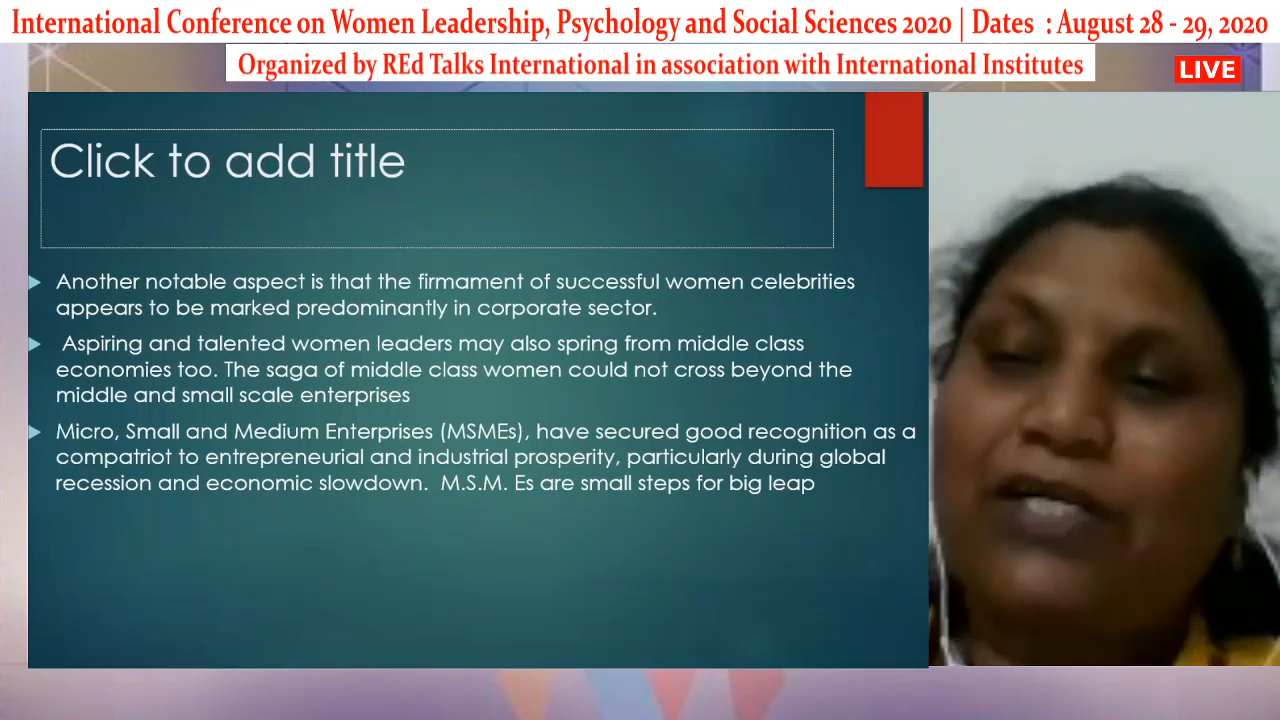 International Conference on Women Leadership, Psychology and Social Sciences 2020 | Dates : August 28 - 29, 2020
Organized by REd Talks International in association with International Institutes
LIVE
Click to add title
Another notable aspect is that the firmament of successful women celebrities
appears to be marked predominantly in corporate sector.
Aspiring and talented women leaders may also spring from middle class
economies too. The saga of middle class women could not cross beyond the
middle and small scale enterprises
Micro, Small and Medium Enterprises (MSMEs), have secured good recognition as a
compatriot to entrepreneurial and industrial prosperity, particularly during global
recession and economic slowdown. M.S.M. Es are small steps for big leap